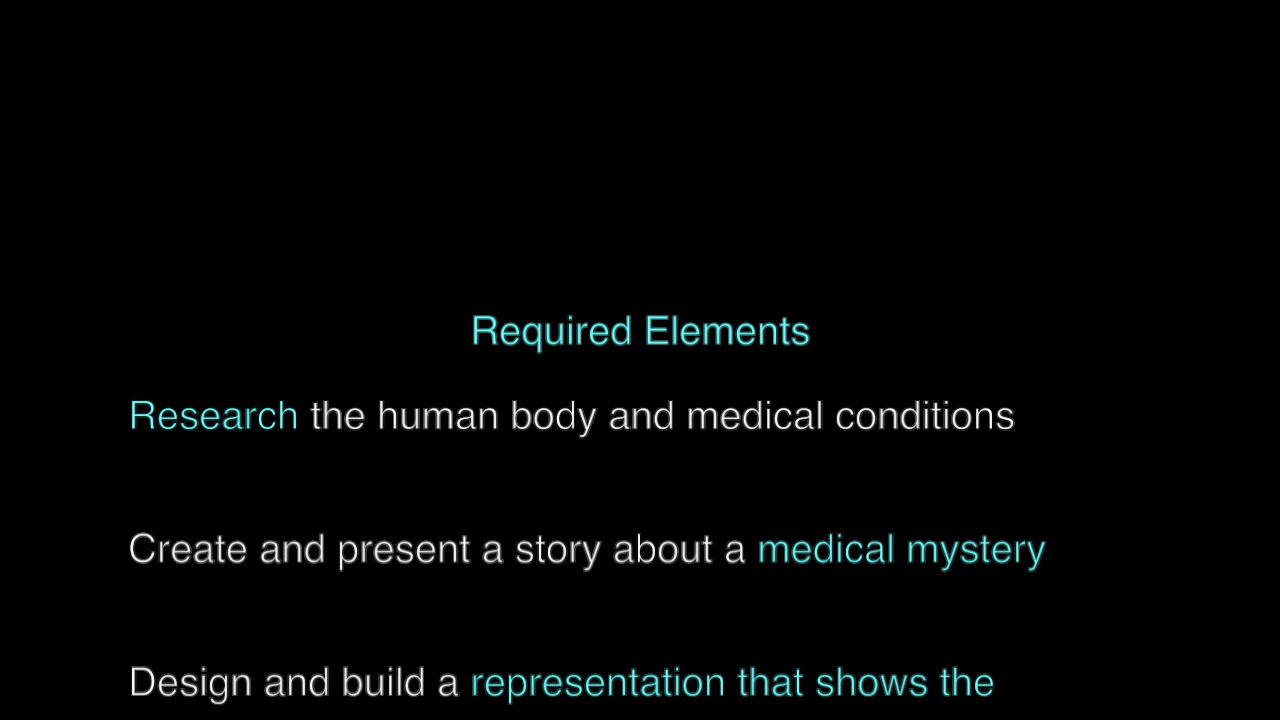 Required Elements
Research the human body and medical conditions
Create and present a story about a medical mystery
Design and build a representation that shows the